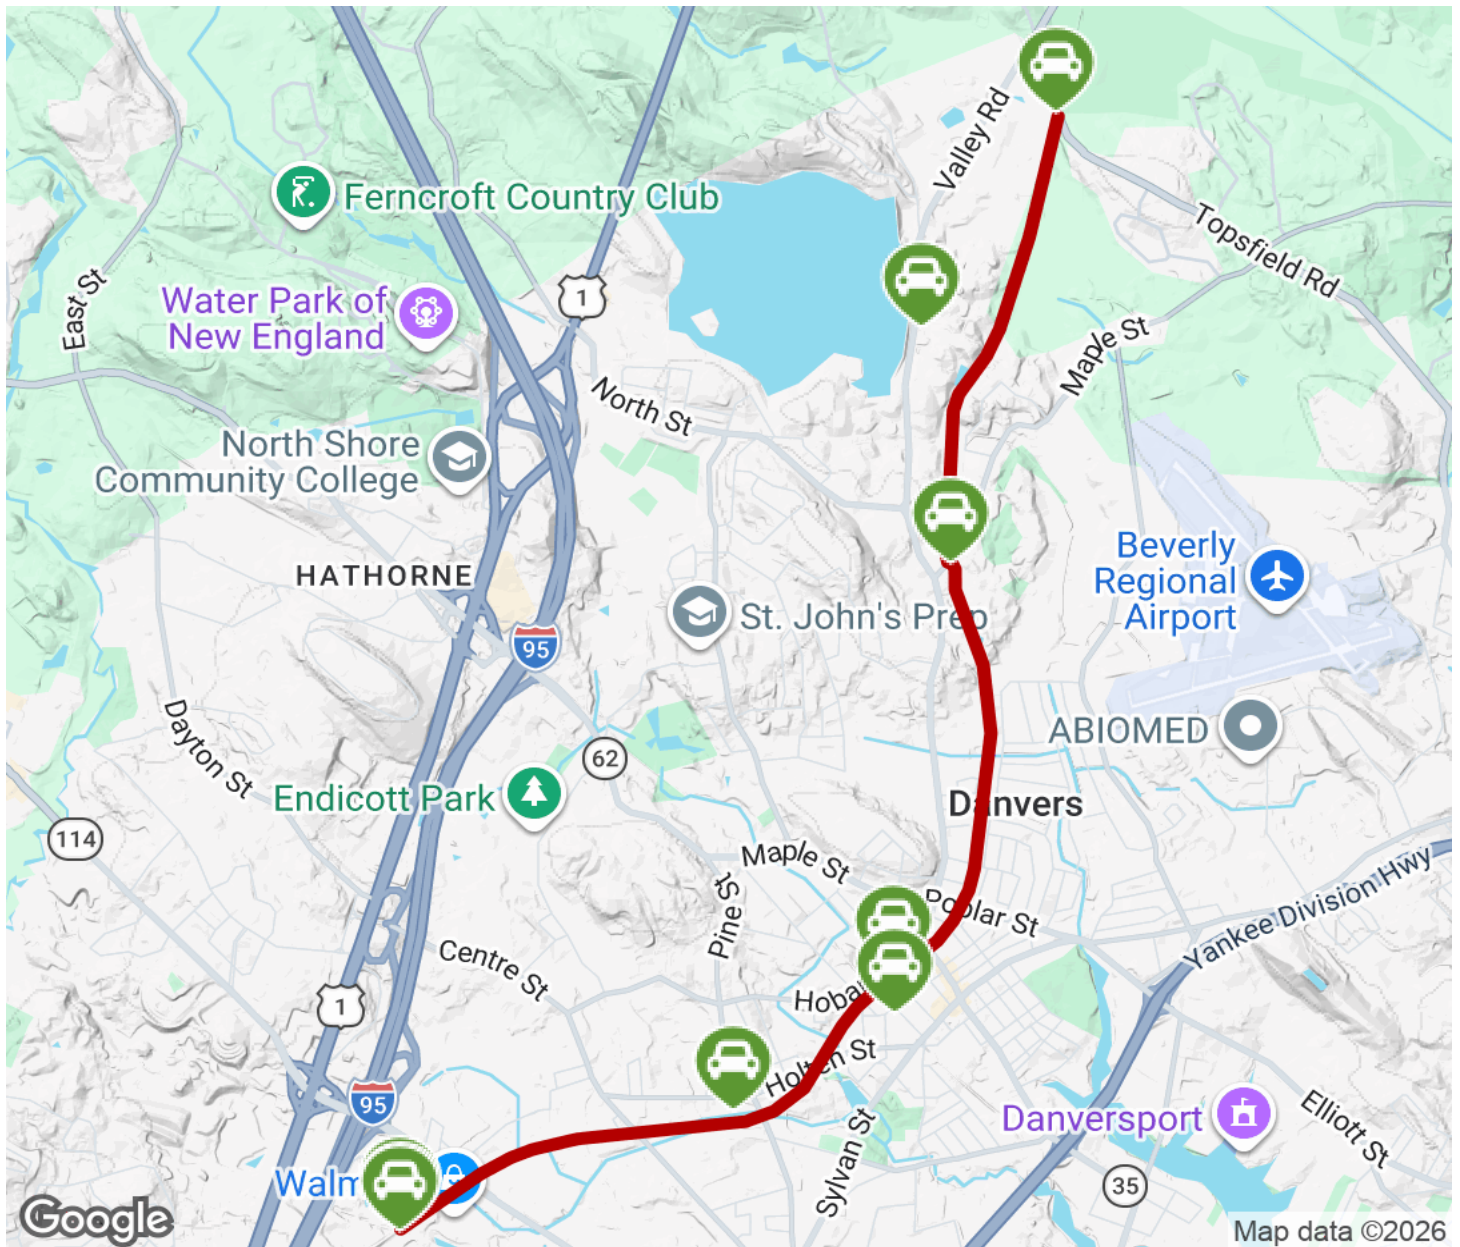 Valley Rd
Ferncroft Country Club
Topsfield Rd
East St
1
Water Park of
New England
Maple St
North St
North Shore
Community College
Beverly
Regional
Airport
HATHORNE
St. John's Prep
95
Dayton St
62
ABIOMED
Endicott Park
Danvers
114
Maple St
Pine St
Poplar St
Yankee Division Hwy
Centre St
1
Hoba
Holten St
95
Danversport
Elliott St
Sylvan St
Walm
35
Google
Map data ©2026